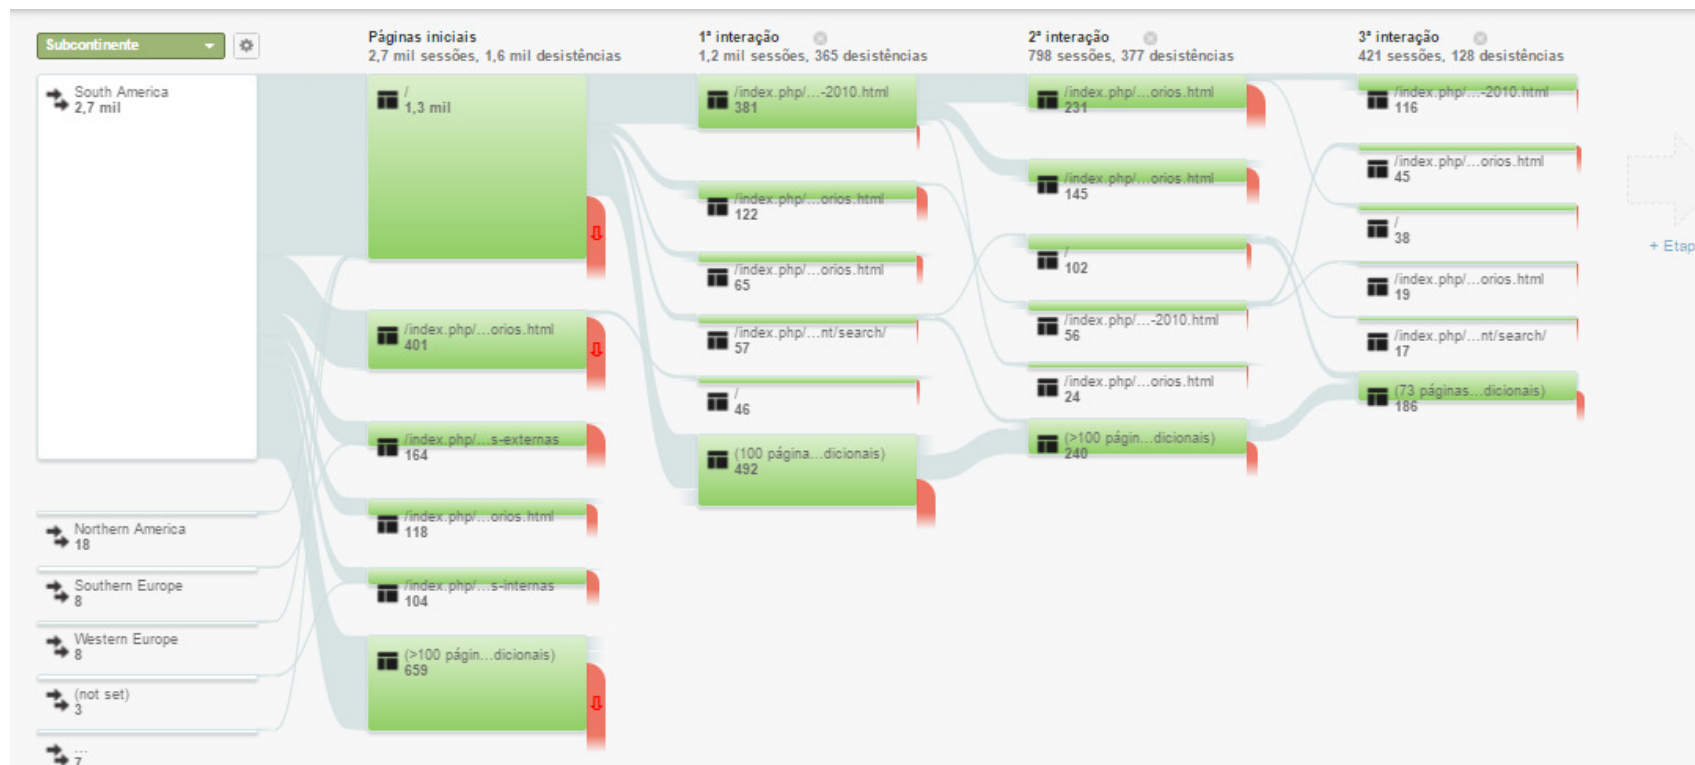 Subcontinente
South America
2,7 mil
Northern America
18
Southern Europe
8
Western Europe
8
(not set)
3
...
7
Páginas iniciais
2,7 mil sessões, 1,6 mil desistências
/
1,3 mil
/index.php/...orios.html
401
/index.php/...s-externas
164
/index.php/...orios.html
118
/index.php/...s-internas
104
(>100 págin...dicionais)
659
1ª interação
1,2 mil sessões, 365 desistências
/index.php/...-2010.html
381
/index.php/...orios.html
122
/index.php/...orios.html
65
/index.php/...nt/search/
57
/
46
(100 página...dicionais)
492
2ª interação
798 sessões, 377 desistências
/index.php/...orios.html
231
/index.php/...orios.html
145
/
102
/index.php/...-2010.html
56
/index.php/...orios.html
24
(>100 págin...dicionais)
240
3ª interação
421 sessões, 128 desistências
/index.php/...-2010.html
116
/index.php/...orios.html
45
/
38
/index.php/...orios.html
19
/index.php/...nt/search/
17
(73 páginas...dicionais)
186
+ Etap